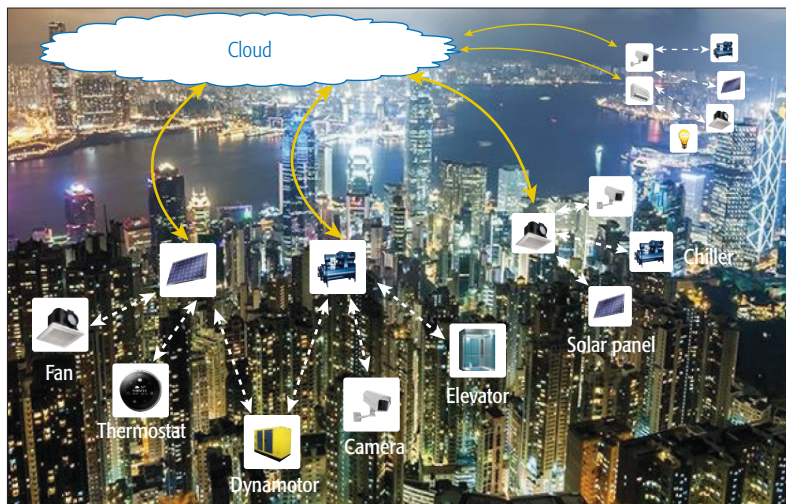 Cloud
Chiller
Solar panel
Fan
Elevator
Thermostat
Camera
Dynamotor